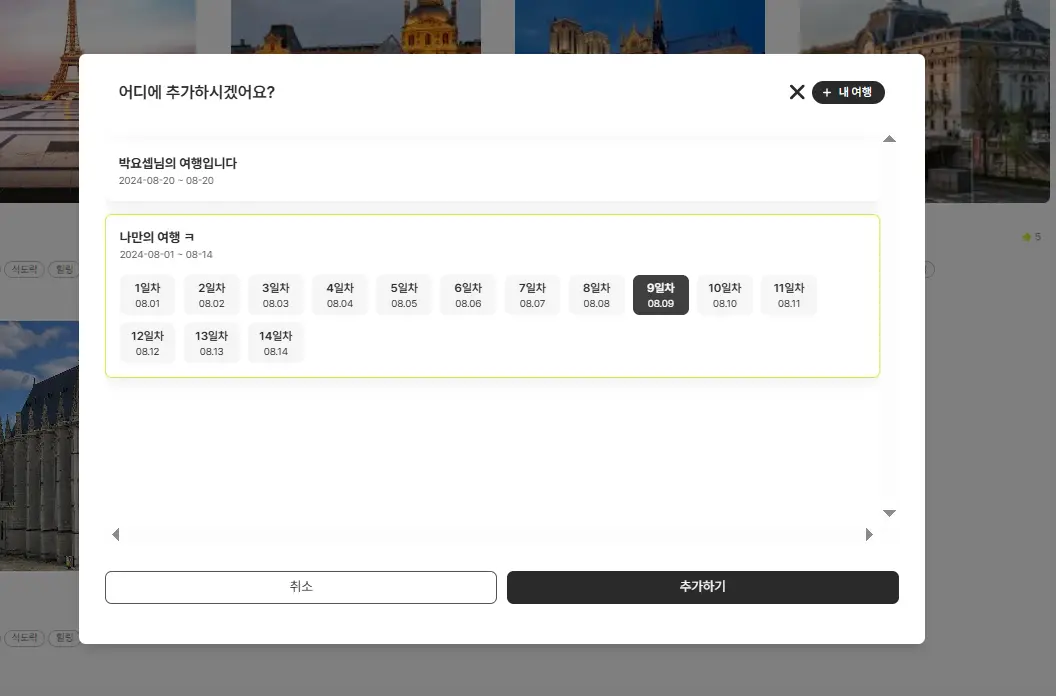 어디에 추가하시겠어요?
+ 내 여행
박요셉님의 여행입니다
2024-08-20 ~ 08-20
5
나만의 여행 ㅋ
2024-08-01 ~ 08-14
식도락 힐링
1일차 2일차 3일차 4일차 5일차 6일차 7일차 8일차 9일차 10일차 11일차
08.01 08.02 08.03 08.04 08.05 08.06 08.07 08.08 08.09 08.10 08.11
12일차 13일차 14일차
08.12 08.13 08.14
취소 추가하기
식도락 힐링